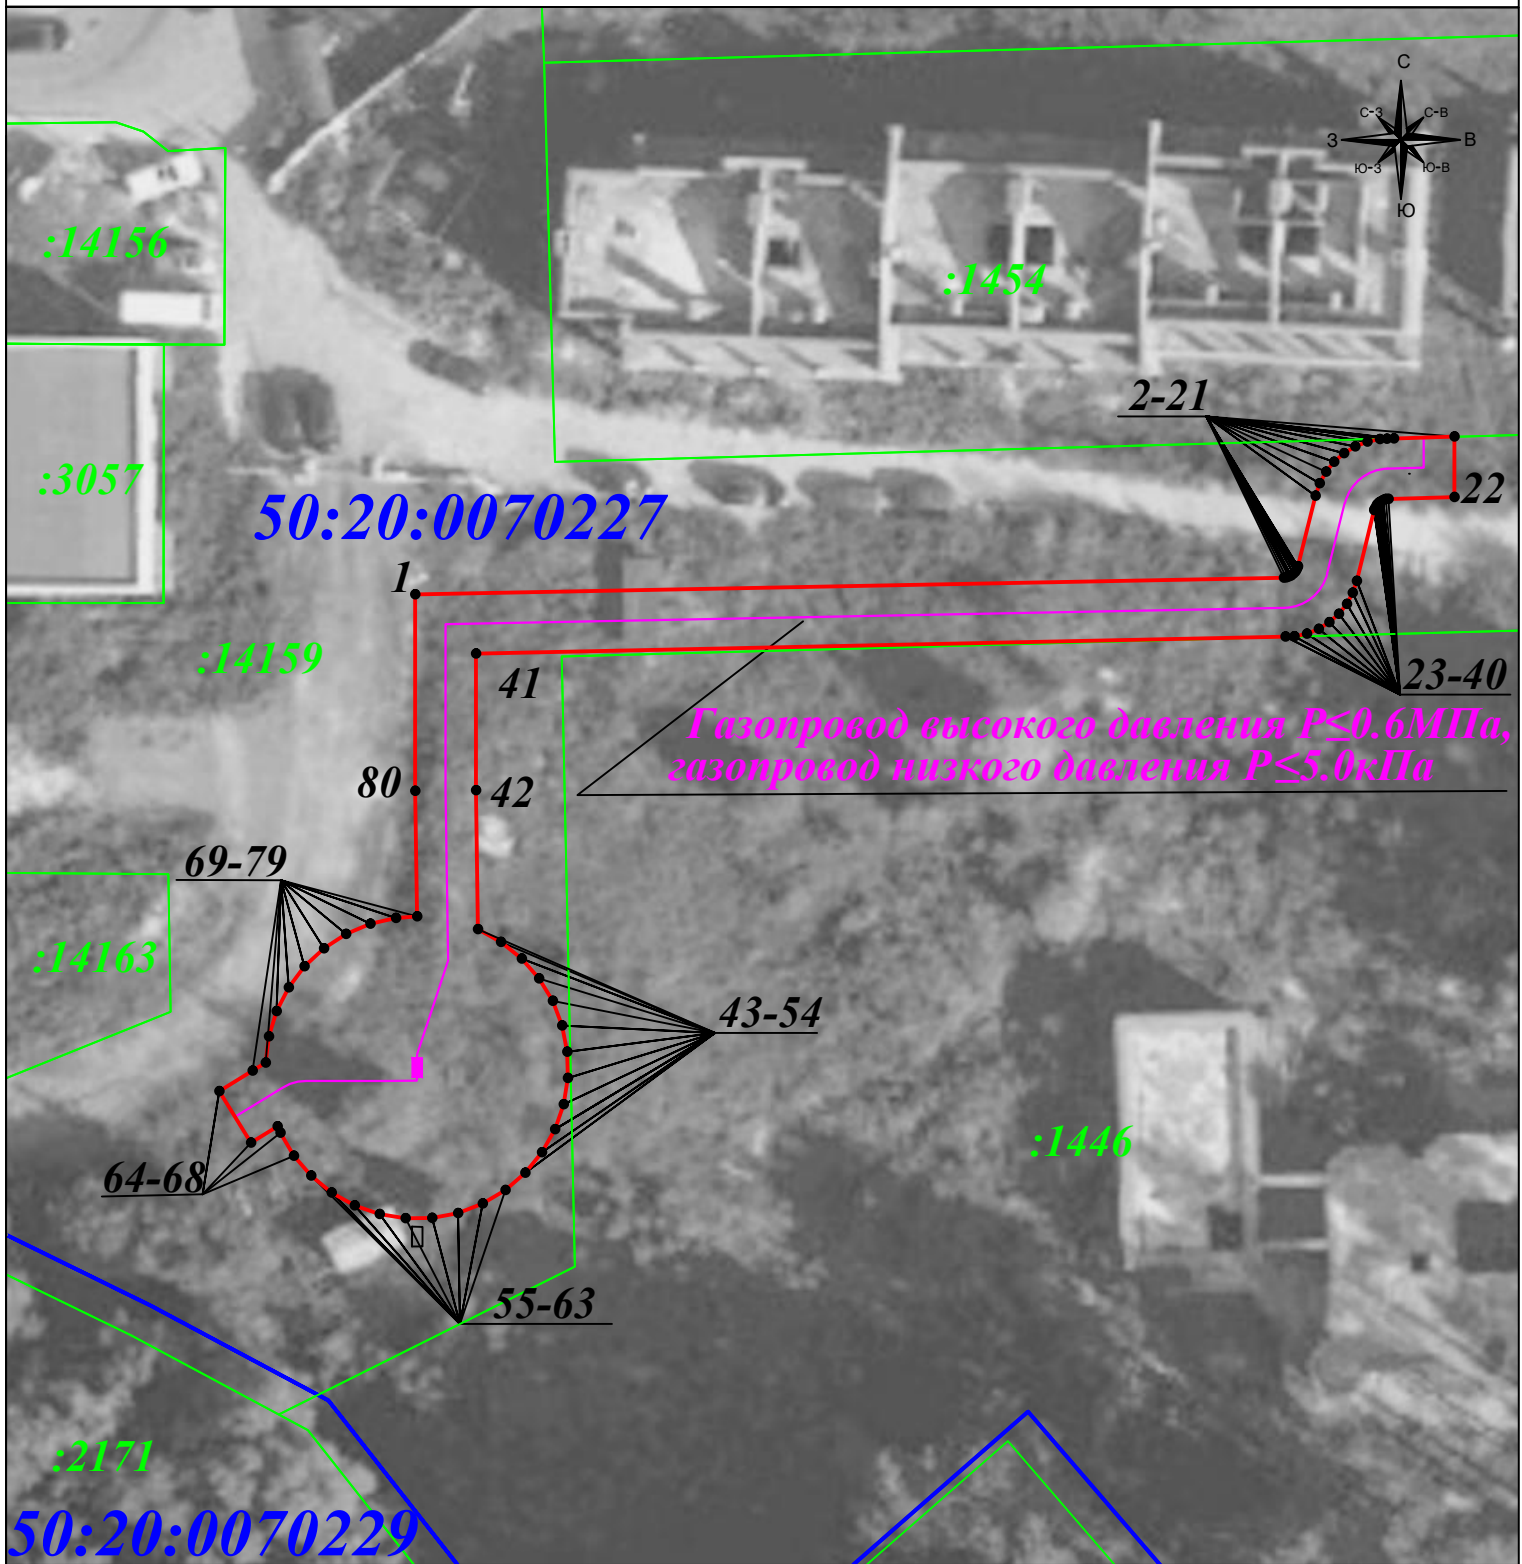 С
С-З
С-В
З
В
Ю-З
Ю-В
Ю
:14156
:1454
2-21
:3057
22
50:20:0070227
1
:14159
41
23-40
Газопровод высокого давления P≤0.6МПа,
газопровод низкого давления P≤5.0кПа
80
42
69-79
:14163
43-54
:1446
64-68
55-63
:2171
50:20:0070229